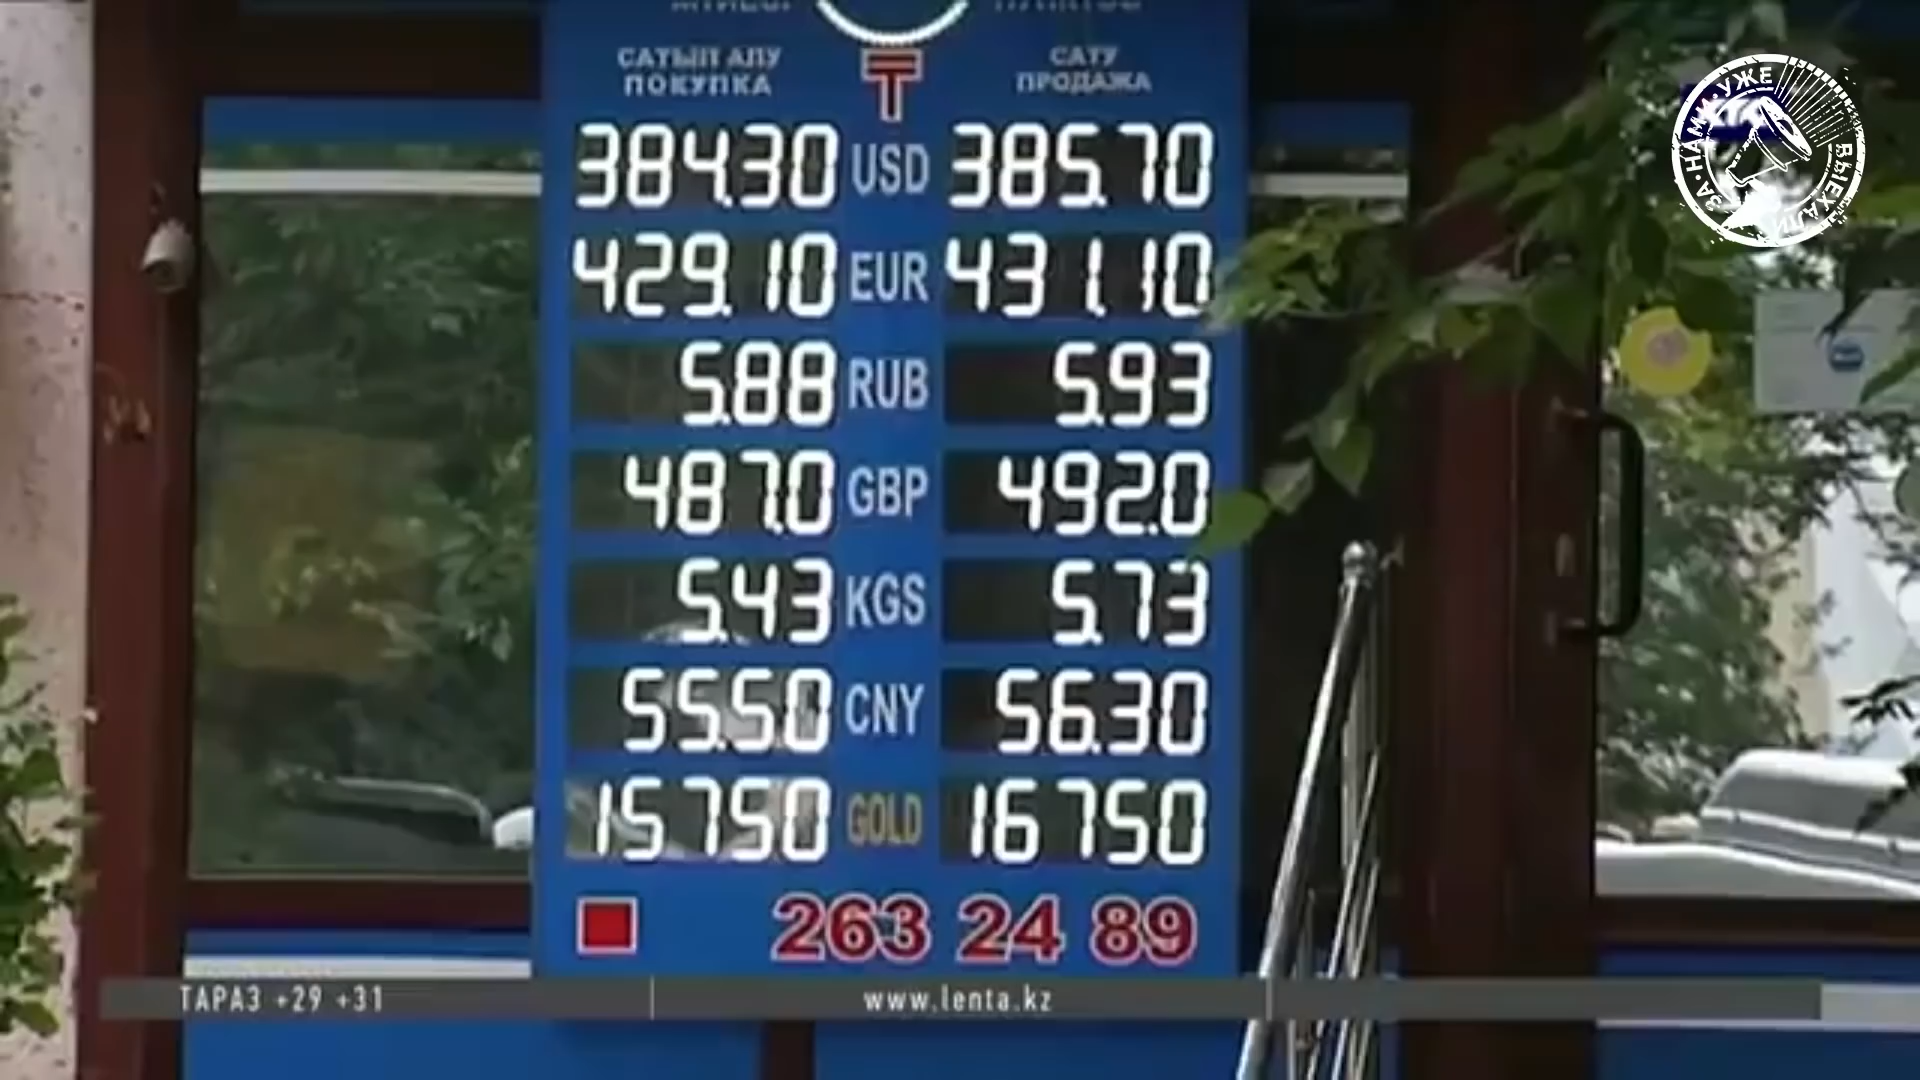 САТЫП АЛУ САТУ
ПОКУПКА ₸ ПРОДАЖА
384.30 USD 385.70
429.10 EUR 431.10
5.88 RUB 5.93
487.0 GBP 492.0
5.43 KGS 5.73
55.50 CNY 56.30
15750 GOLD 16750
263 24 89
ТАРАЗ +29 +31 www.lenta.kz
ЗА·НАМИ·УЖЕ ВЫЕХАЛИ